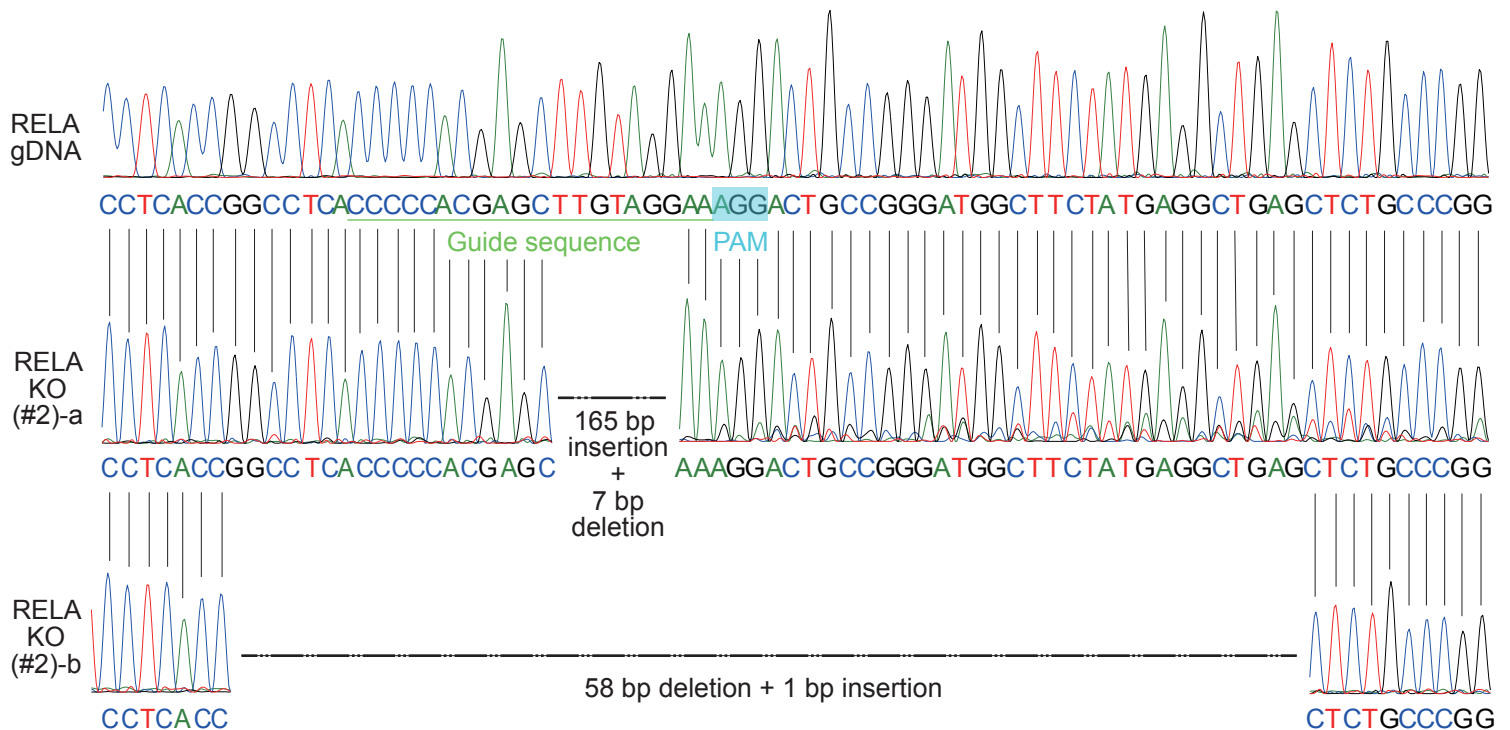 RELA
gDNA
CCTCACCGGCCTCACCCCCACGAGCTTGTAGGAAAGGACTGCCGGGATGGCTTCTATGAGGCTGAGCTCTGCCCGG
Guide sequence
PAM
RELA
KO
(#2)-a
165 bp
insertion
+
7 bp
deletion
CCTCACCGGCCTCACCCCCACGAGC
AAAGGACTGCCGGGATGGCTTCTATGAGGCTGAGCTCTGCCCGG
RELA
KO
(#2)-b
58 bp deletion + 1 bp insertion
CCTCACC
CTCTGCCCGG